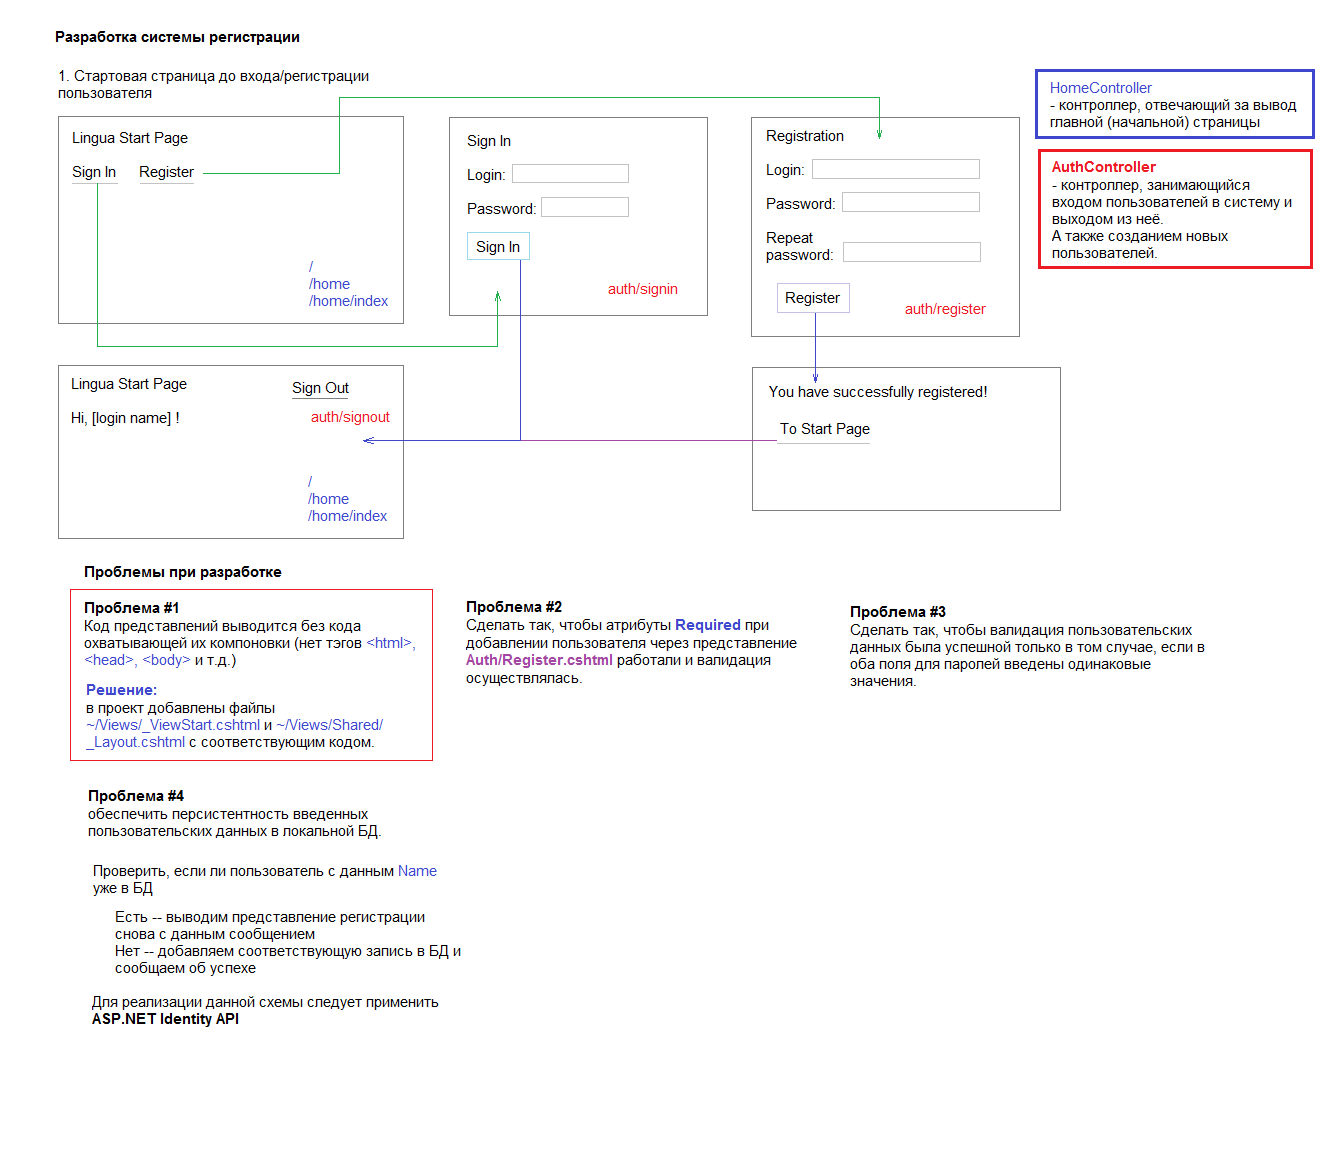 Разработка системы регистрации
1. Стартовая страница до входа/регистрации
пользователя
Lingua Start Page
Sign In
Register
/
/home
/home/index
Sign In
Login:
Password:
Sign In
auth/signin
Registration
Login:
Password:
Repeat
password:
Register
auth/register
HomeController
- контроллер, отвечающий за вывод
главной (начальной) страницы
AuthController
- контроллер, занимающийся
входом пользователей в систему и
выходом из неё.
А также созданием новых
пользователей.
Lingua Start Page
Sign Out
Hi, [login name] !
auth/signout
/
/home
/home/index
You have successfully registered!
To Start Page
Проблемы при разработке
Проблема #1
Код представлений выводится без кода
охватывающей их компоновки (нет тэгов <html>,
<head>, <body> и т.д.)
Решение:
в проект добавлены файлы
~/Views/_ViewStart.cshtml и ~/Views/Shared/
_Layout.cshtml с соответствующим кодом.
Проблема #2
Сделать так, чтобы атрибуты Required при
добавлении пользователя через представление
Auth/Register.cshtml работали и валидация
осуществлялась.
Проблема #3
Сделать так, чтобы валидация пользовательских
данных была успешной только в том случае, если в
оба поля для паролей введены одинаковые
значения.
Проблема #4
обеспечить персистентность введенных
пользовательских данных в локальной БД.
Проверить, если ли пользователь с данным Name
уже в БД
Есть -- выводим представление регистрации
снова с данным сообщением
Нет -- добавляем соответствующую запись в БД и
сообщаем об успехе
Для реализации данной схемы следует применить
ASP.NET Identity API